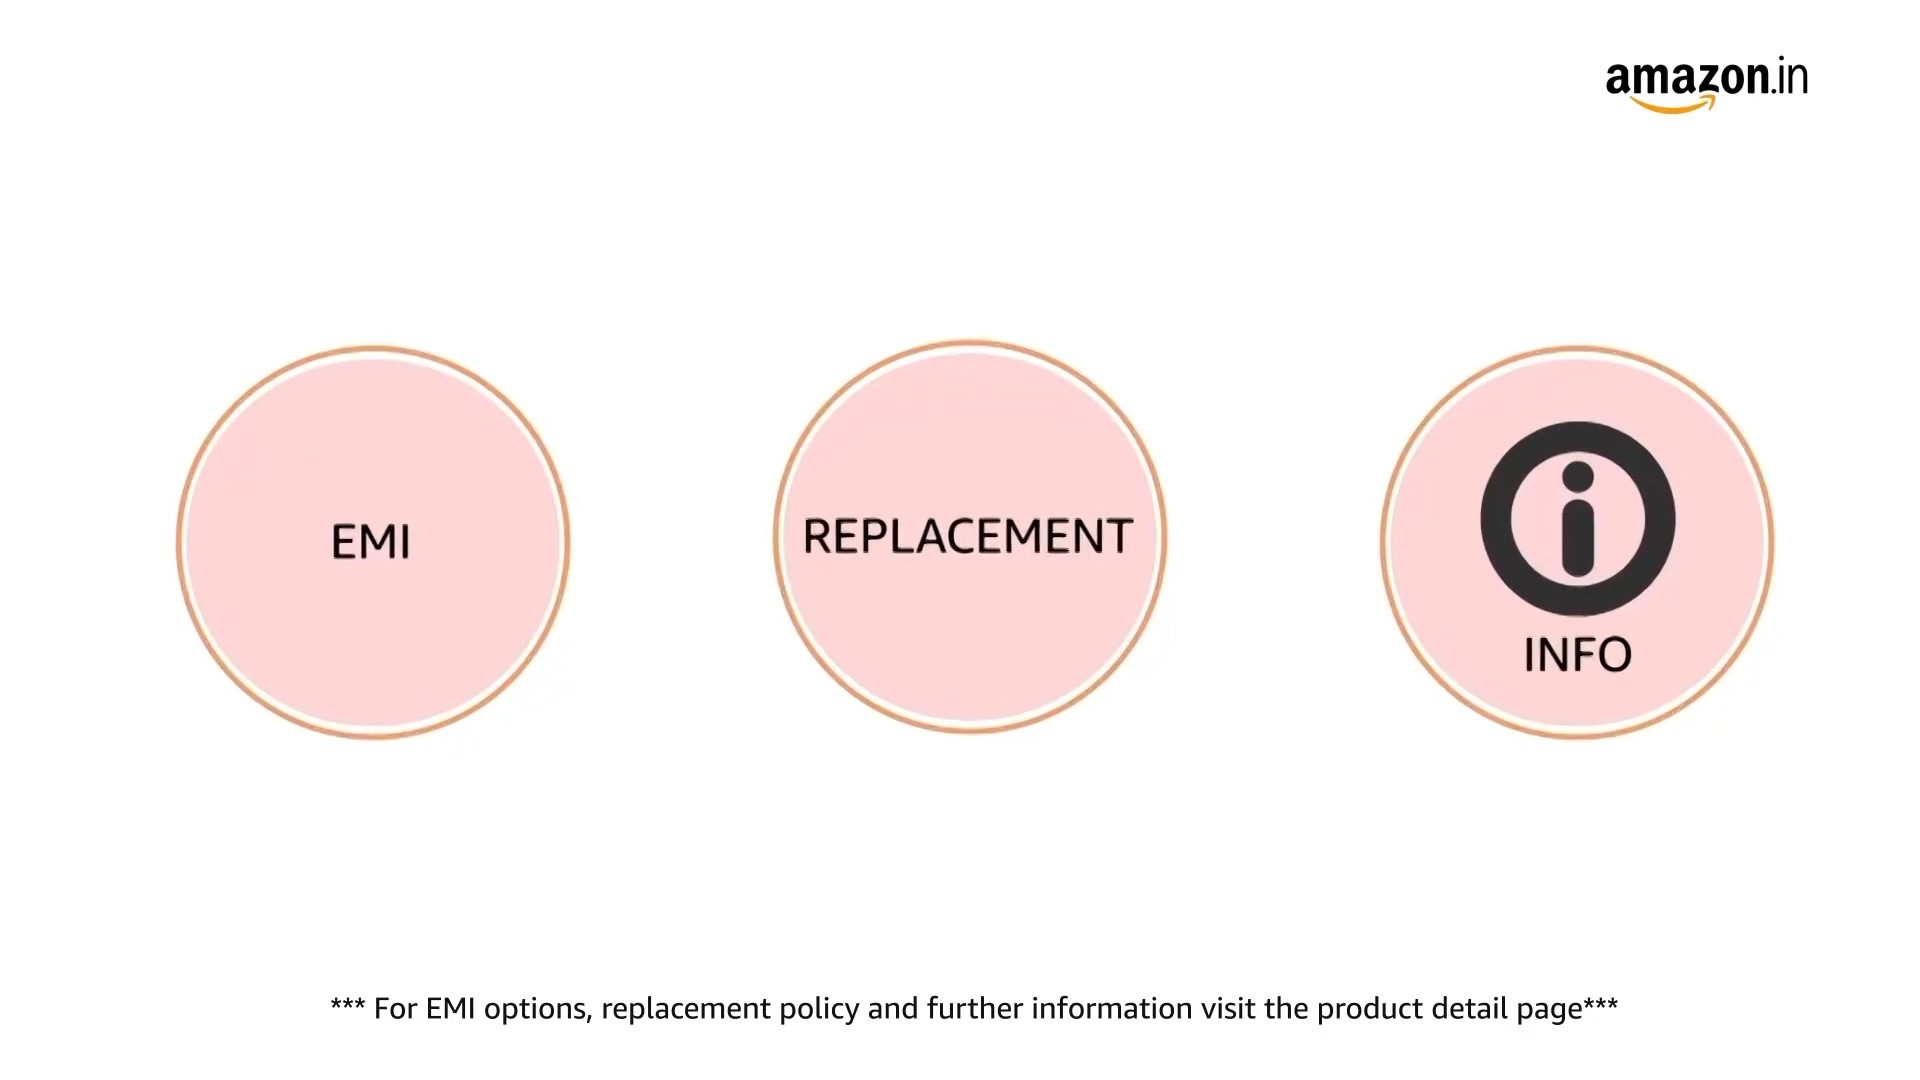 amazon.in
EMI
REPLACEMENT
INFO
*** For EMI options, replacement policy and further information visit the product detail page***